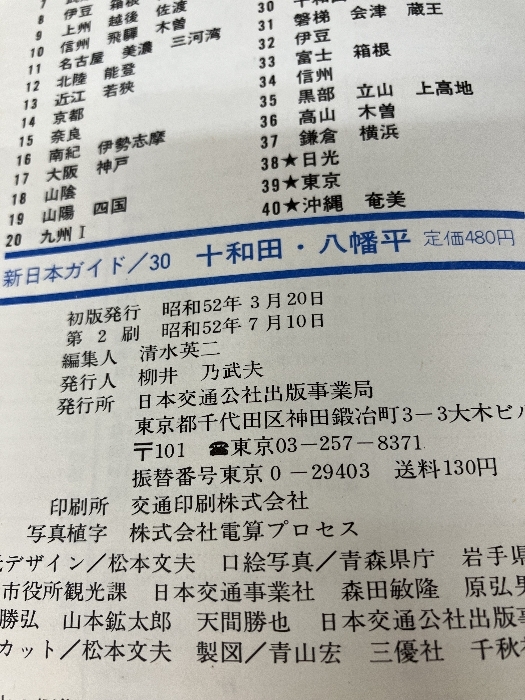 8 伊豆 箱根
9 上州 越後 佐渡
10 信州 飛騨 木曽
11 名古屋 美濃 三河湾
12 北陸 能登
13 近江 若狭
14 京都
15 奈良
16 南紀 伊勢志摩
17 大阪 神戸
18 山陰
19 山陽 四国
20 九州 I
30
31 磐梯 会津 蔵王
32 伊豆
33 富士 箱根
34 信州
35 黒部 立山 上高地
36 高山 木曽
37 鎌倉 横浜
38★日光
39★東京
40★沖縄 奄美
新日本ガイド／30 十和田・八幡平 定価480円
初版発行 昭和52年3月20日
第2刷 昭和52年7月10日
編集人 清水英二
発行人 柳井 乃武夫
発行所 日本交通公社出版事業局
東京都千代田区神田鍛冶町3−3大木ビル
〒101 ☎東京03−257−8371
振替番号東京0−29403 送料130円
印刷所 交通印刷株式会社
写真植字 株式会社電算プロセス
デザイン／松本文夫 口絵写真／青森県庁 岩手県
市役所観光課 日本交通事業社 森田敏隆 原弘男
勝弘 山本鉱太郎 天間勝也 日本交通公社出版事
カット／松本文夫 製図／青山宏 三優社 千秋社